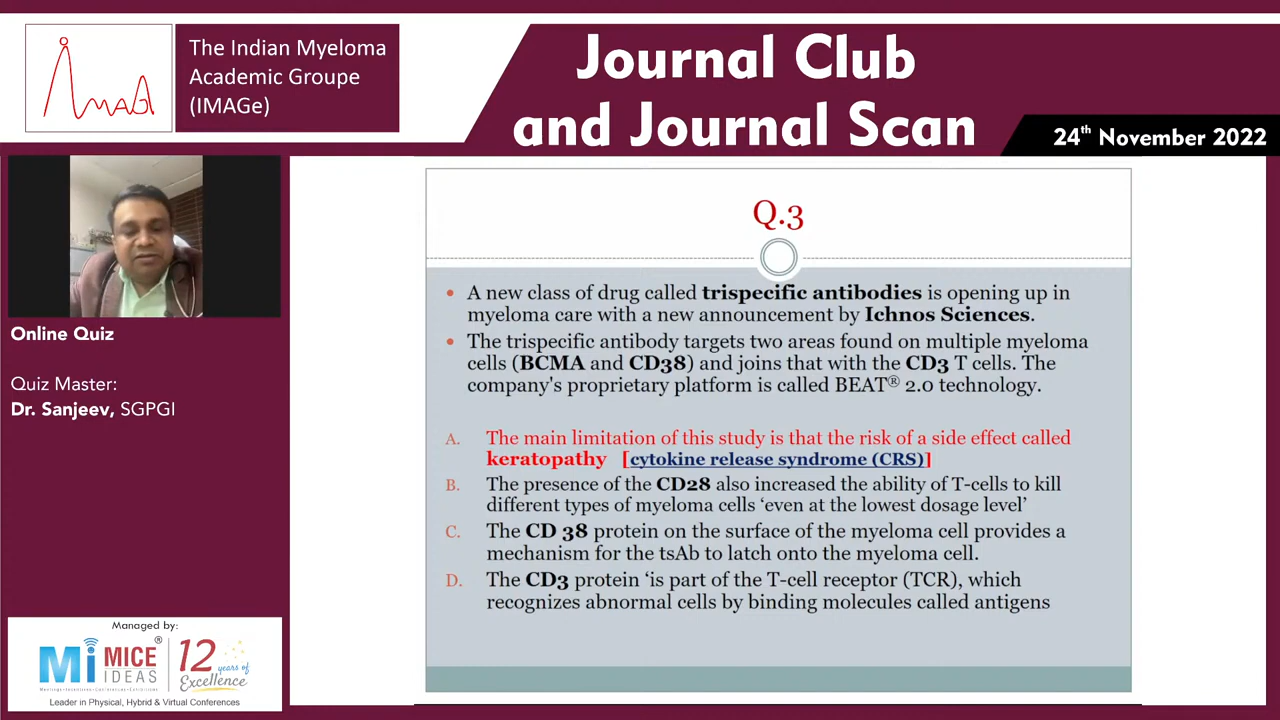 The Indian Myeloma
Academic Groupe
(IMAGe)
Journal Club
and Journal Scan
24th November 2022
Online Quiz
Quiz Master:
Dr. Sanjeev, SGPGI
Q.3
• A new class of drug called trispecific antibodies is opening up in
myeloma care with a new announcement by Ichnos Sciences.
• The trispecific antibody targets two areas found on multiple myeloma
cells (BCMA and CD38) and joins that with the CD3 T cells. The
company's proprietary platform is called BEAT® 2.0 technology.
A. The main limitation of this study is that the risk of a side effect called
keratopathy [cytokine release syndrome (CRS)]
B. The presence of the CD28 also increased the ability of T-cells to kill
different types of myeloma cells ‘even at the lowest dosage level’
C. The CD 38 protein on the surface of the myeloma cell provides a
mechanism for the tsAb to latch onto the myeloma cell.
D. The CD3 protein ‘is part of the T-cell receptor (TCR), which
recognizes abnormal cells by binding molecules called antigens
Managed by:
Mi MICE IDEAS ®
12 years of Excellence
Leader in Physical, Hybrid & Virtual Conferences